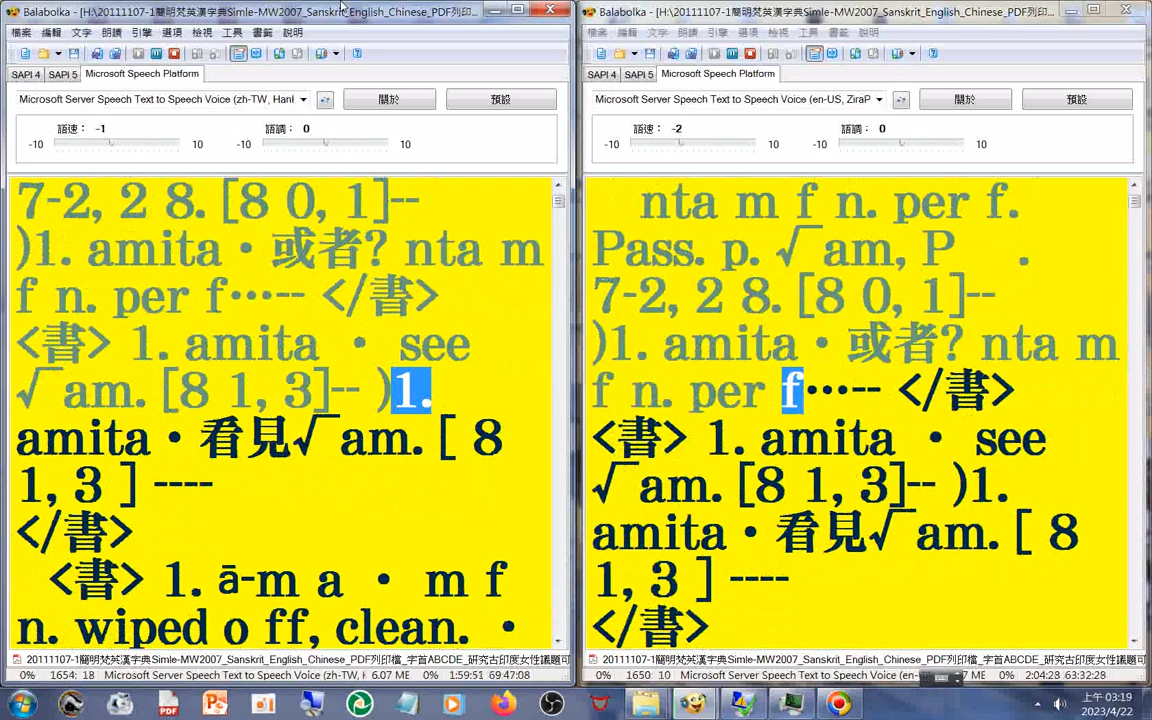 Balabolka - [H:\20111107-1簡明梵英漢字典Simle-MW2007_Sanskrit_English_Chinese_PDF列印...
檔案 編輯 文字 朗讀 引擎 選項 檢視 工具 書籤 說明
SAPI 4 SAPI 5 Microsoft Speech Platform
Microsoft Server Speech Text to Speech Voice (zh-TW, Hanl 關於 預設
語速: -1 語調: 0
-10 10 -10 10
7-2, 2 8. [8 0, 1]--
)1. amita・或者? nta m
f n. per f…-- </書>
<書> 1. amita ・ see
√ am. [8 1, 3]-- )1.
amita・看見√ am. [ 8
1, 3 ] ----
</書>
<書> 1. ā-m a ・ m f
n. wiped o ff, clean. ・
20111107-1簡明梵英漢字典Simle-MW2007_Sanskrit_English_Chinese_PDF列印檔_字首ABCDE_研究古印度女性議題可
0% 1654: 18 Microsoft Server Speech Text to Speech Voice (zh-TW, H 6.07 ME 0% 1:59:51 69:47:08
Balabolka - [H:\20111107-1簡明梵英漢字典Simle-MW2007_Sanskrit_English_Chinese_PDF列印...
檔案 編輯 文字 朗讀 引擎 選項 檢視 工具 書籤 說明
SAPI 4 SAPI 5 Microsoft Speech Platform
Microsoft Server Speech Text to Speech Voice (en-US, ZiraP 關於 預設
語速: -2 語調: 0
-10 10 -10 10
nta m f n. per f.
Pass. p. √ am, P .
7-2, 2 8. [8 0, 1]--
)1. amita・或者? nta m
f n. per f…-- </書>
<書> 1. amita ・ see
√ am. [8 1, 3]-- )1.
amita・看見√ am. [ 8
1, 3 ] ----
</書>
20111107-1簡明梵英漢字典Simle-MW2007_Sanskrit_English_Chinese_PDF列印檔_字首ABCDE_研究古印度女性議題可
0% 1650: 10 Microsoft Server Speech Text to Speech Voice (en-US, Z 6.07 ME 0% 2:04:28 63:32:28
上午 03:19
2023/4/22